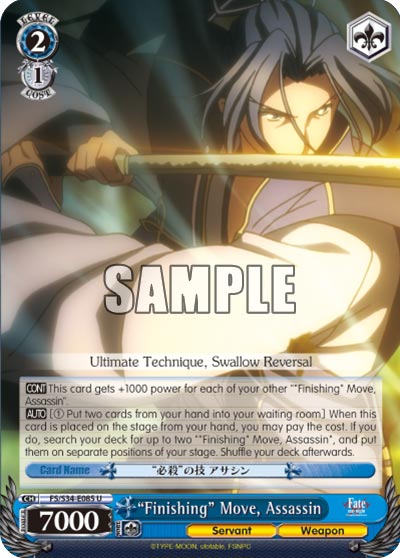 LEVEL
2
1
COST
SAMPLE
Ultimate Technique, Swallow Reversal
CONT This card gets +1000 power for each of your other ""Finishing" Move,
Assassin".
AUTO [① Put two cards from your hand into your waiting room] When this
card is placed on the stage from your hand, you may pay the cost. If you
do, search your deck for up to two ""Finishing" Move, Assassin", and put
them on separate positions of your stage. Shuffle your deck afterwards.
Card Name
"必殺"の技 アサシン
CH FS/S34-E085 U
"Finishing" Move, Assassin
Fate
POWER
7000
Servant
Weapon
©TYPE-MOON, ufotable, FSNPC